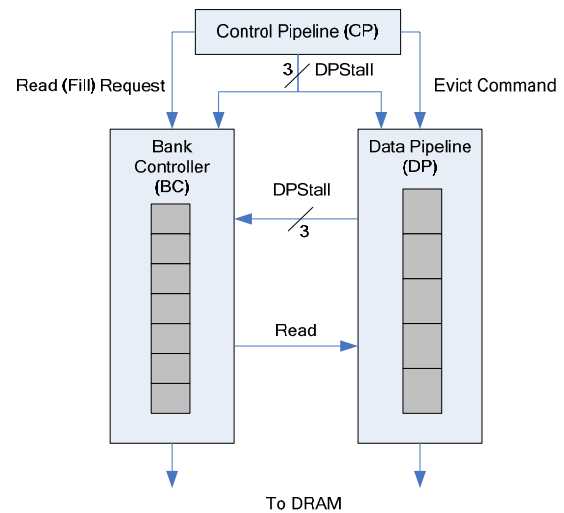 Control Pipeline (CP)
3
DPStall
Read (Fill) Request
Evict Command
Bank
Controller
(BC)
Data Pipeline
(DP)
DPStall
3
Read
To DRAM